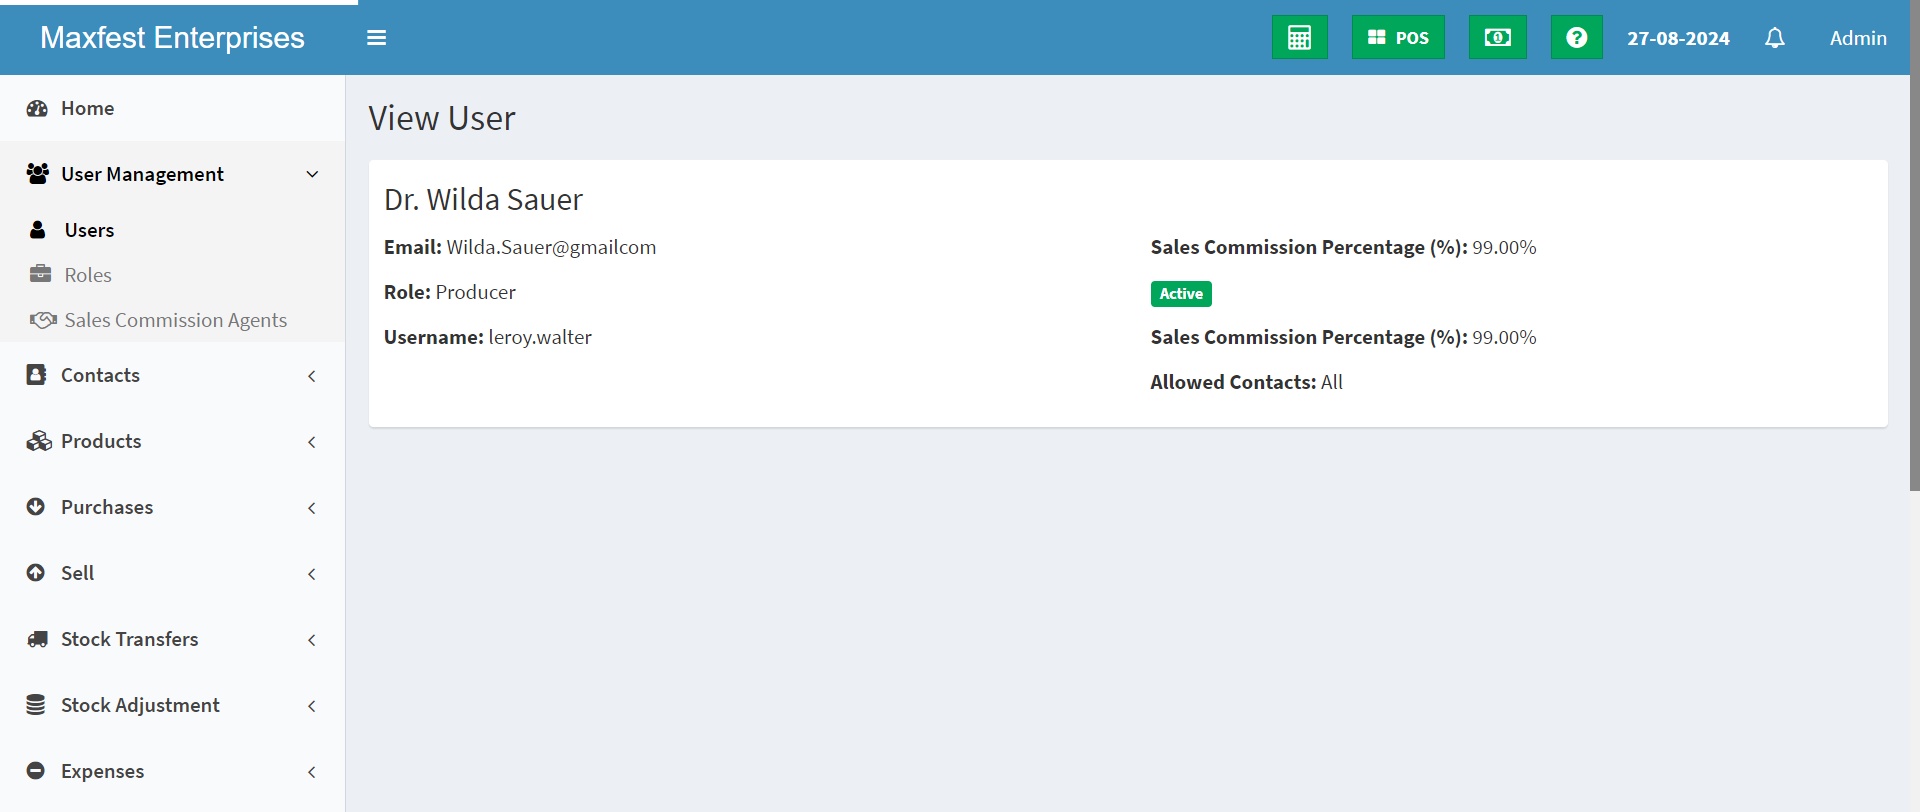 Maxfest Enterprises
POS
27-08-2024
Admin
Home
User Management
Users
Roles
Sales Commission Agents
Contacts
Products
Purchases
Sell
Stock Transfers
Stock Adjustment
Expenses
View User
Dr. Wilda Sauer
Email: Wilda.Sauer@gmailcom
Role: Producer
Username: leroy.walter
Sales Commission Percentage (%): 99.00%
Active
Sales Commission Percentage (%): 99.00%
Allowed Contacts: All